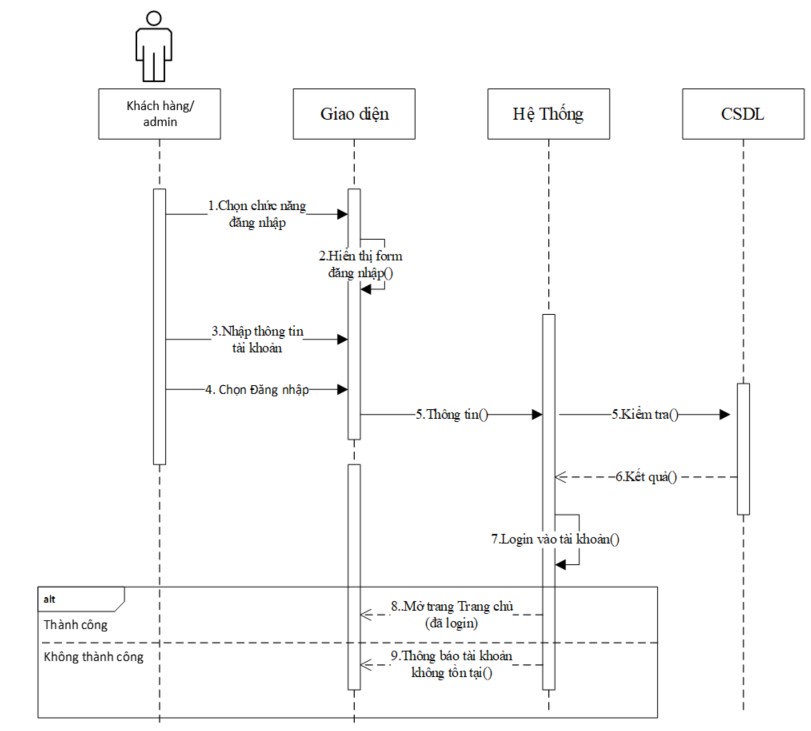 Khách hàng/
admin
Giao diện
Hệ Thống
CSDL
1.Chọn chức năng
đăng nhập
2.Hiển thị form
đăng nhập()
3.Nhập thông tin
tài khoản
4. Chọn Đăng nhập
5.Thông tin()
5.Kiểm tra()
6.Kết quả()
7.Login vào tài khoản()
alt
Thành công
8..Mở trang Trang chủ
(đã login)
Không thành công
9.Thông báo tài khoản
không tồn tại()